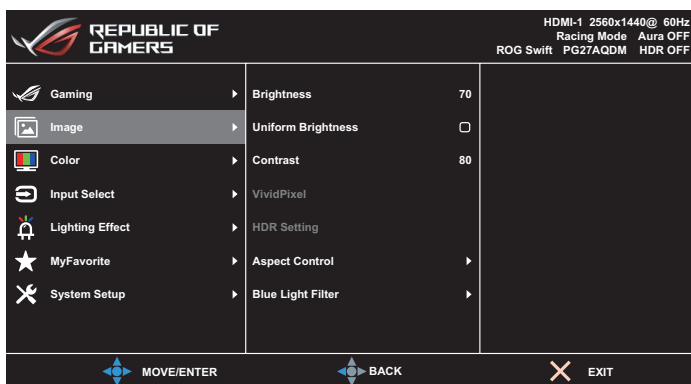 REPUBLIC OF
GAMERS
HDMI-1 2560x1440@ 60Hz
Racing Mode Aura OFF
ROG Swift PG27AQDM HDR OFF
Gaming
Image
Color
Input Select
Lighting Effect
MyFavorite
System Setup
Brightness 70
Uniform Brightness
Contrast 80
VividPixel
HDR Setting
Aspect Control
Blue Light Filter
MOVE/ENTER BACK EXIT